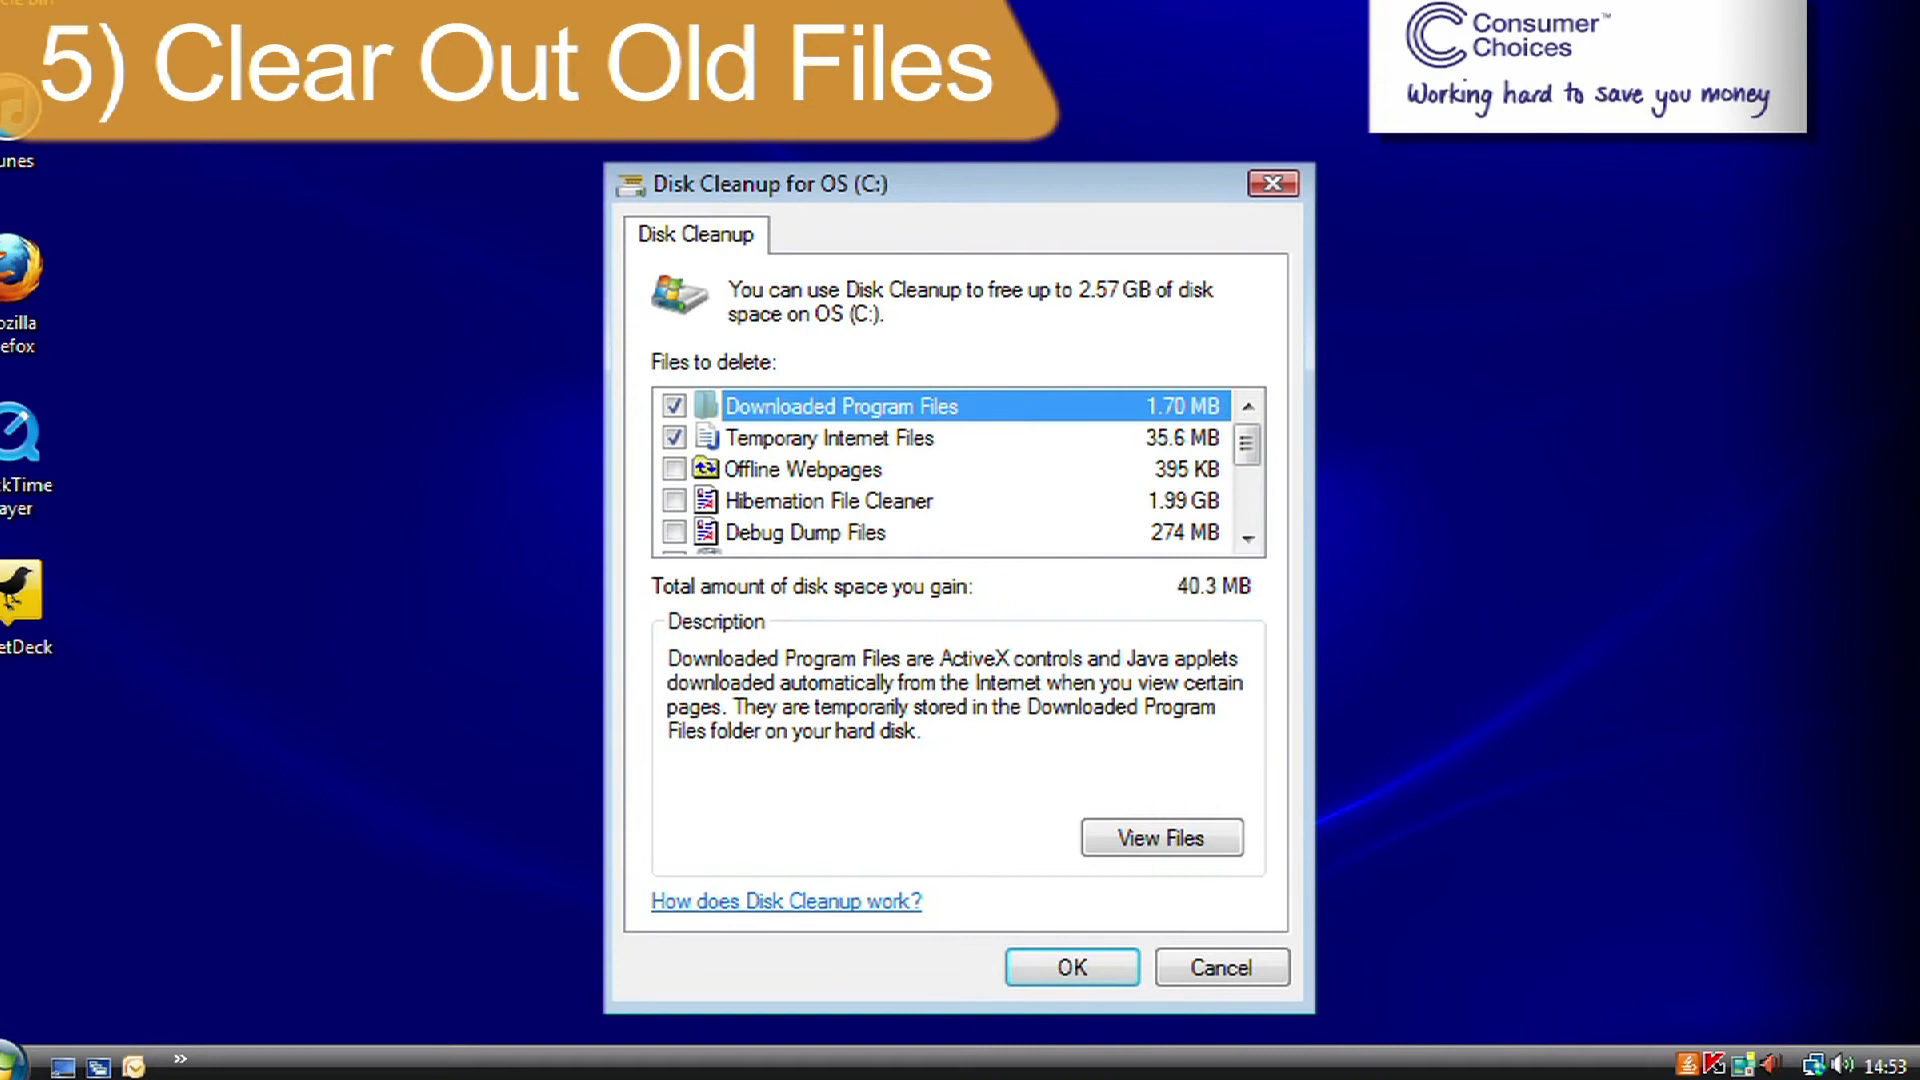 5) Clear Out Old Files
Consumer™
Choices
Working hard to save you money
unes
ozilla
efox
ckTime
ayer
etDeck
Disk Cleanup for OS (C:)
Disk Cleanup
You can use Disk Cleanup to free up to 2.57 GB of disk
space on OS (C:).
Files to delete:
Downloaded Program Files 1.70 MB
Temporary Internet Files 35.6 MB
Offline Webpages 395 KB
Hibernation File Cleaner 1.99 GB
Debug Dump Files 274 MB
Total amount of disk space you gain: 40.3 MB
Description
Downloaded Program Files are ActiveX controls and Java applets
downloaded automatically from the Internet when you view certain
pages. They are temporarily stored in the Downloaded Program
Files folder on your hard disk.
View Files
How does Disk Cleanup work?
OK Cancel
» 14:53